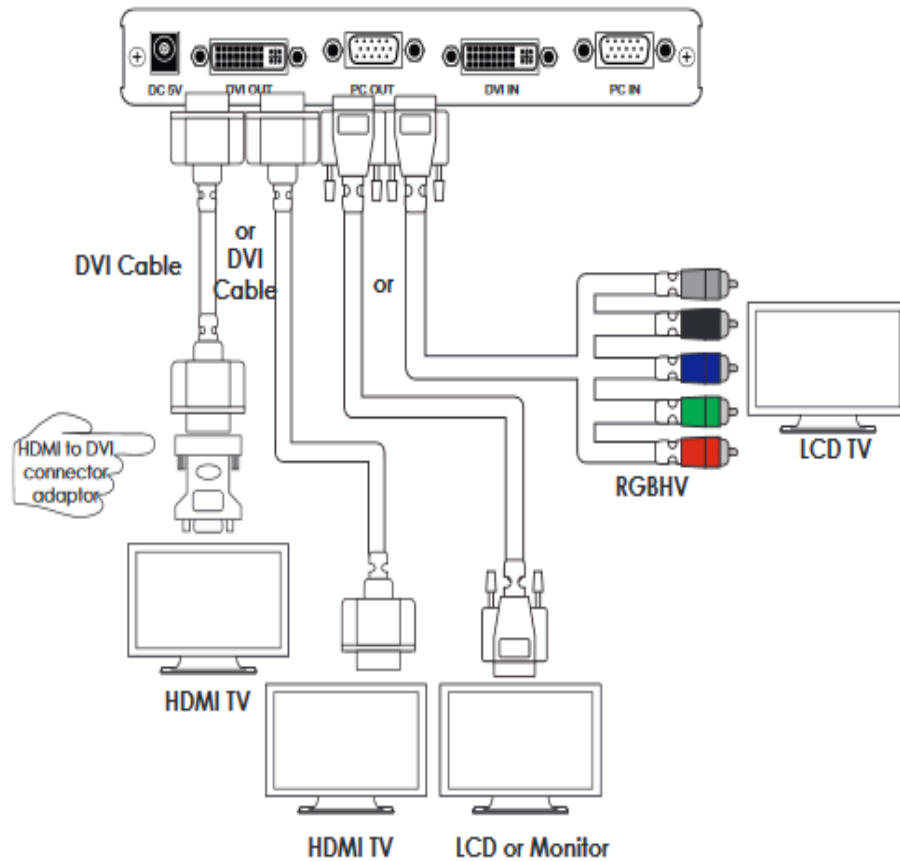 DC 5V
DVI OUT
PC OUT
DVI IN
PC IN
DVI Cable
or
DVI
Cable
or
HDMI to DVI
connector
adaptor
RGBHV
LCD TV
HDMI TV
HDMI TV
LCD or Monitor